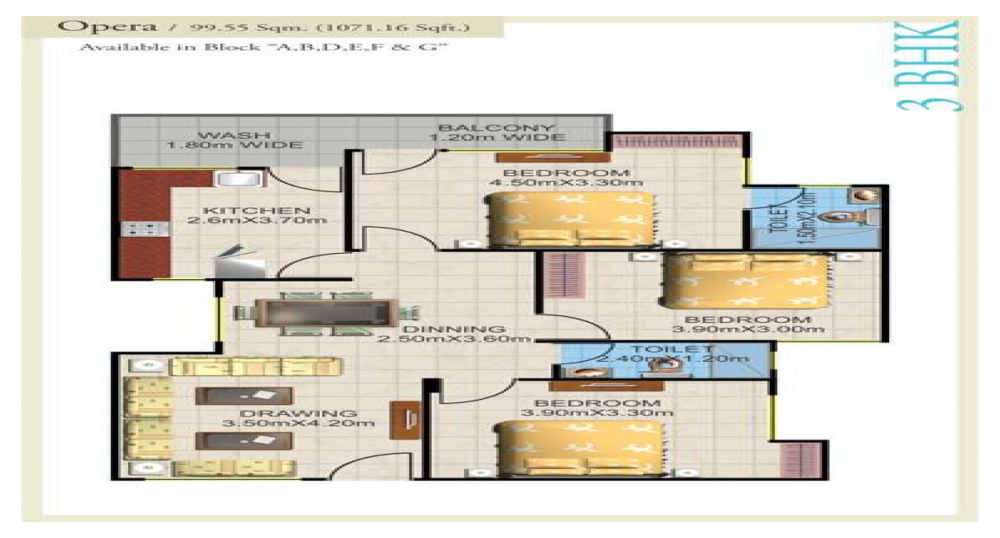 Opera / 99.55 Sqm. (1071.16 Sqft.)
Available in Block "A,B,D,E,F & G"
3 BHK
WASH
1.80m WIDE
BALCONY
1.20m WIDE
BEDROOM
4.50mX3.30m
KITCHEN
2.6mX3.70m
TOILET
1.50mX2.10m
BEDROOM
3.90mX3.00m
DINNING
2.50mX3.60m
TOILET
2.40mX1.20m
DRAWING
3.50mX4.20m
BEDROOM
3.90mX3.30m